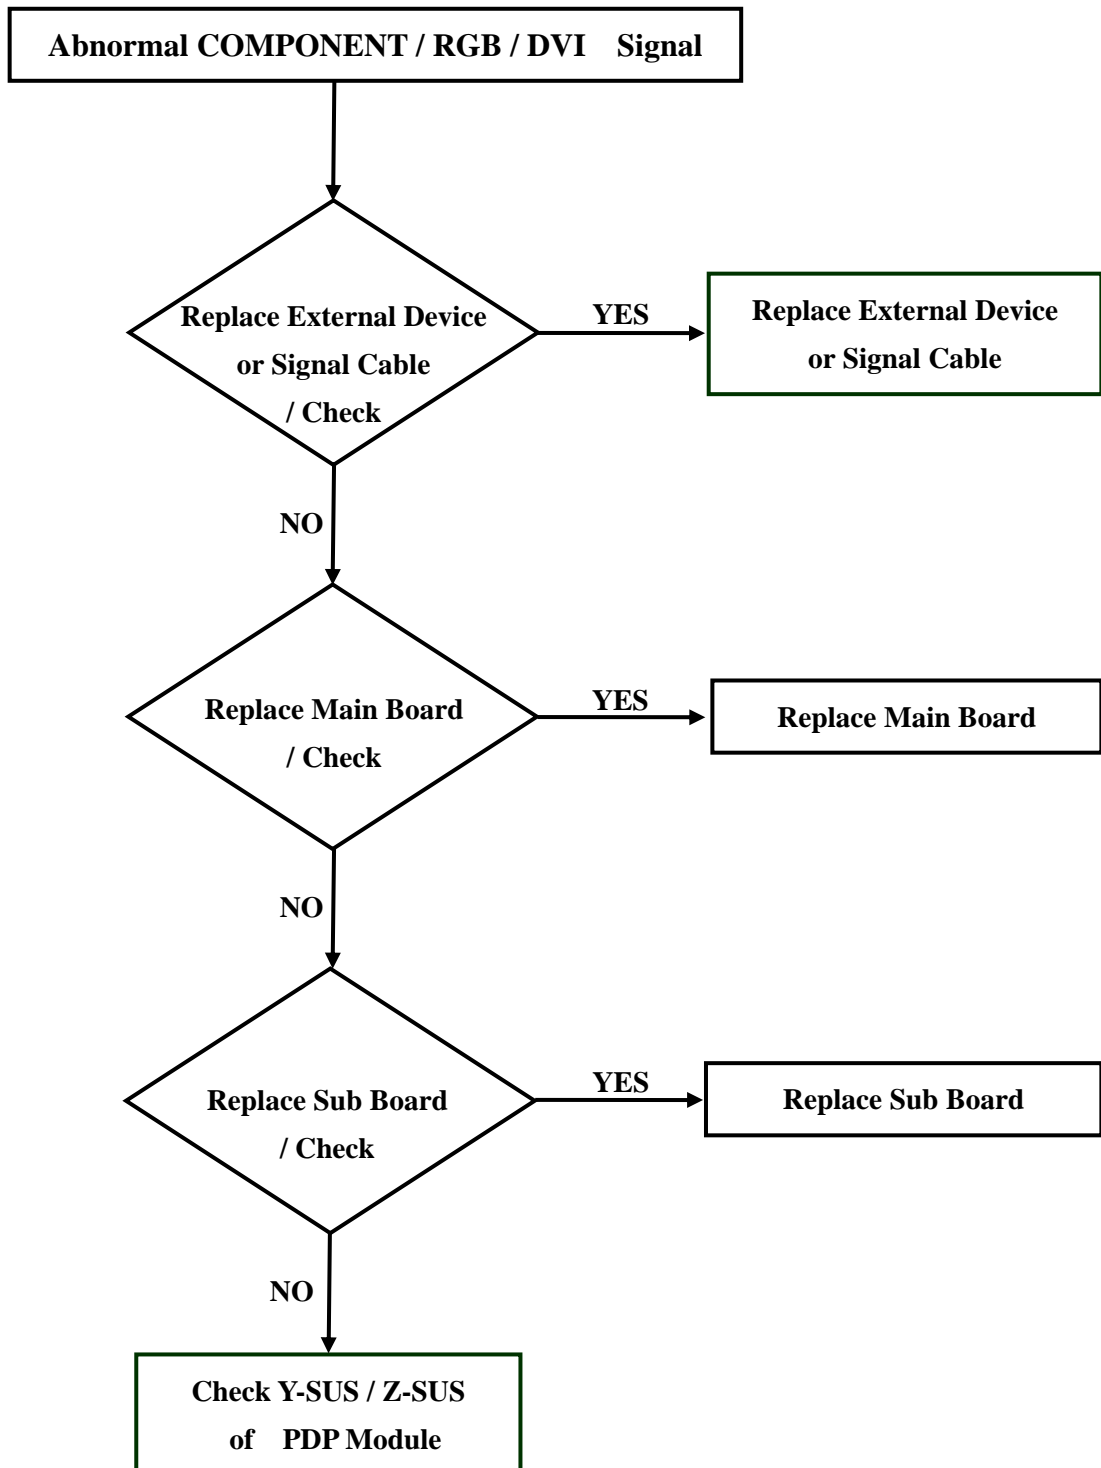 Abnormal COMPONENT / RGB / DVI Signal
Replace External Device
or Signal Cable
/ Check
YES
Replace External Device
or Signal Cable
NO
Replace Main Board
/ Check
YES
Replace Main Board
NO
Replace Sub Board
/ Check
YES
Replace Sub Board
NO
Check Y-SUS / Z-SUS
of PDP Module